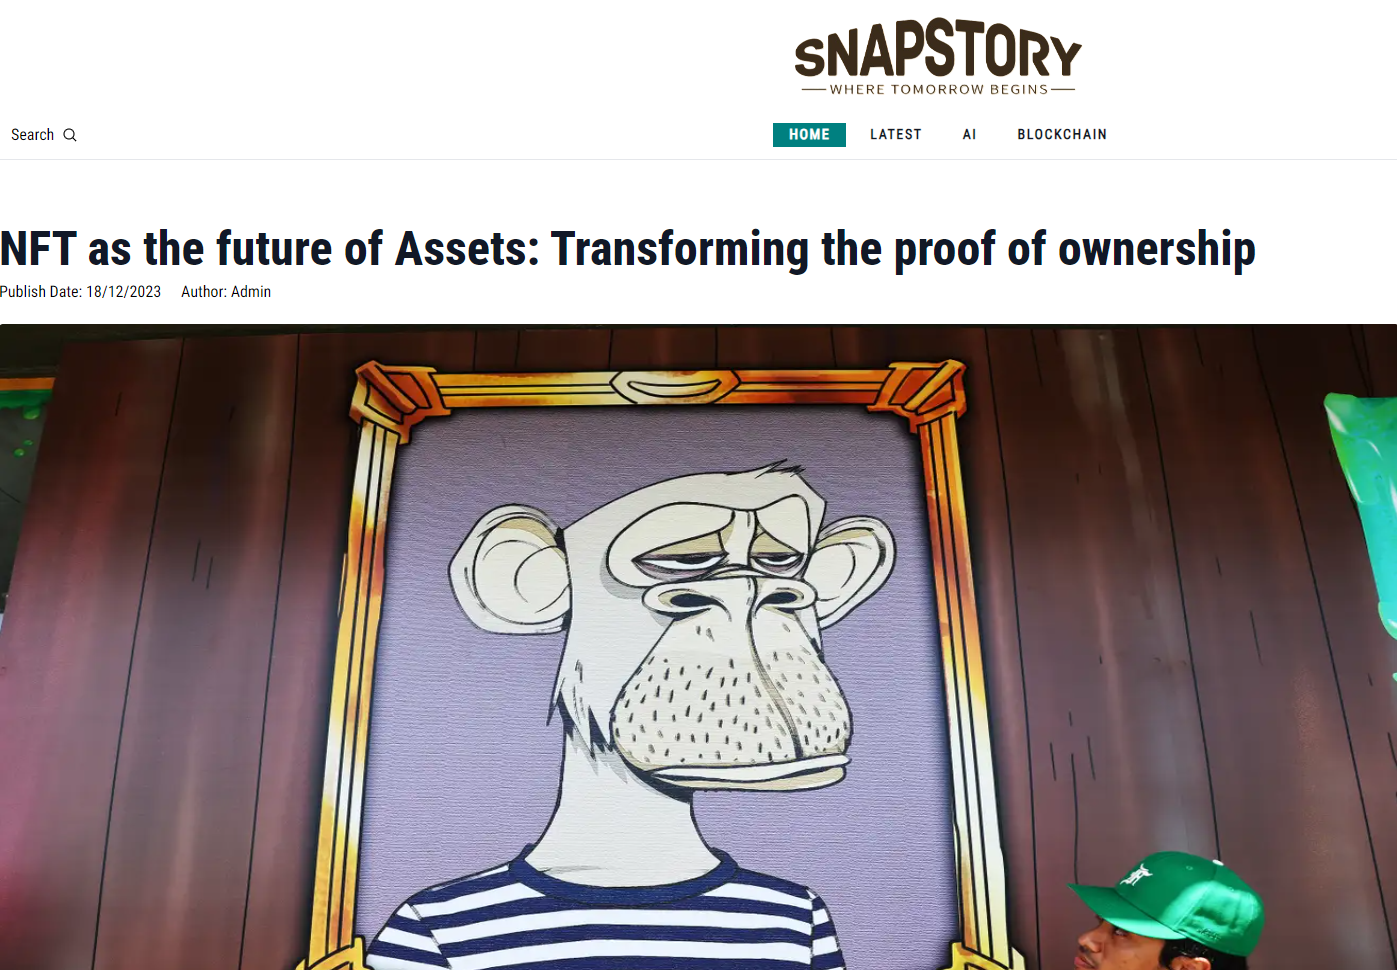 SNAPSTORY
WHERE TOMORROW BEGINS
Search
HOME LATEST AI BLOCKCHAIN
NFT as the future of Assets: Transforming the proof of ownership
Publish Date: 18/12/2023 Author: Admin